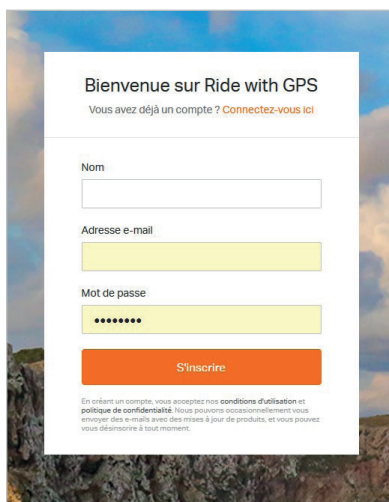 Bienvenue sur Ride with GPS
Vous avez déjà un compte ? Connectez-vous ici
Nom
Adresse e-mail
Mot de passe
••••••••
S'inscrire
En créant un compte, vous acceptez nos conditions d'utilisation et
politique de confidentialité. Nous pouvons occasionnellement vous
envoyer des e-mails avec des mises à jour de produits, et vous pouvez
vous désinscrire à tout moment.